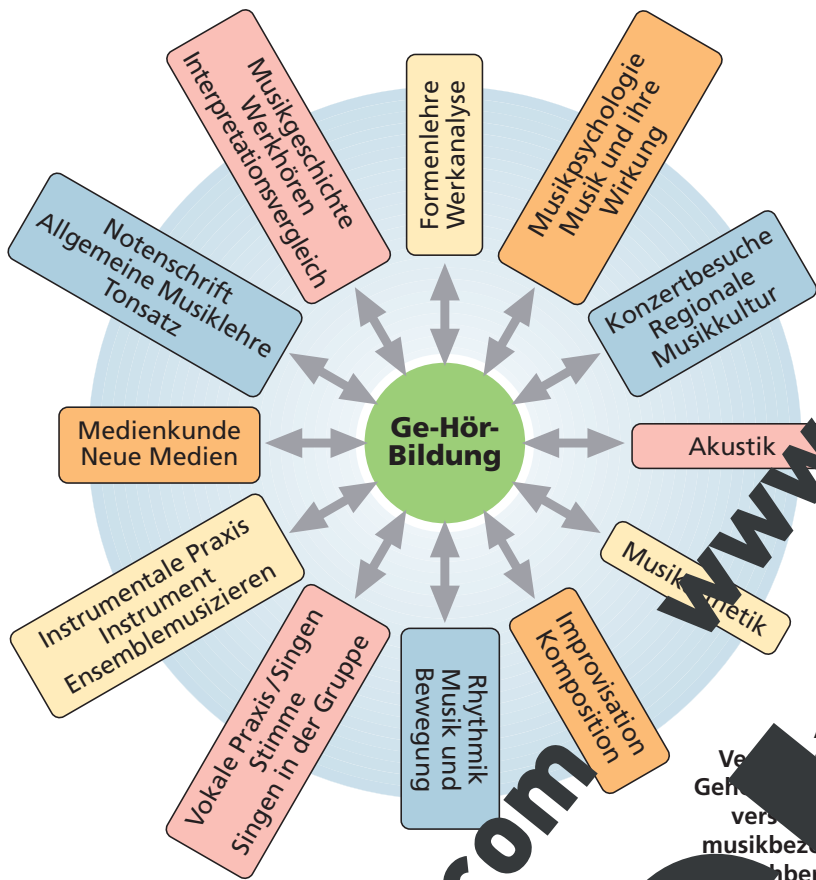 Formenlehre
Werkanalyse
Musikpsychologie
Musik und ihre
Wirkung
Konzertbesuche
Regionale
Musikkultur
Akustik
Improvisation
Komposition
Rhythmik
Musik und
Bewegung
Vokale Praxis / Singen
Stimme
Singen in der Gruppe
Instrumentale Praxis
Instrument
Ensemblemusizieren
Medienkunde
Neue Medien
Notenschrift
Allgemeine Musiklehre
Tonsatz
Musikgeschichte
Werkhören
Interpretationsvergleich
Ge-Hör-
Bildung
www
com